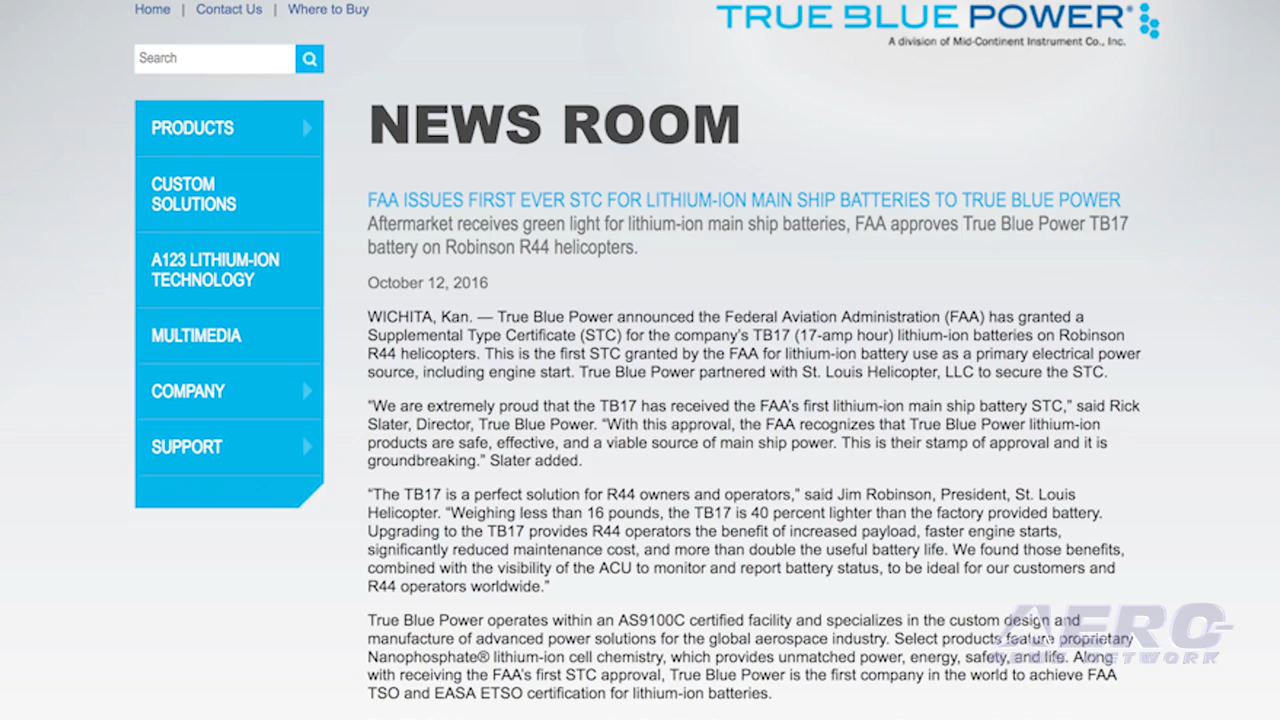 Home | Contact Us | Where to Buy
TRUE BLUE POWER®
A division of Mid-Continent Instrument Co., Inc.
Search
PRODUCTS
CUSTOM
SOLUTIONS
A123 LITHIUM-ION
TECHNOLOGY
MULTIMEDIA
COMPANY
SUPPORT
NEWS ROOM
FAA ISSUES FIRST EVER STC FOR LITHIUM-ION MAIN SHIP BATTERIES TO TRUE BLUE POWER
Aftermarket receives green light for lithium-ion main ship batteries, FAA approves True Blue Power TB17
battery on Robinson R44 helicopters.
October 12, 2016
WICHITA, Kan. — True Blue Power announced the Federal Aviation Administration (FAA) has granted a
Supplemental Type Certificate (STC) for the company's TB17 (17-amp hour) lithium-ion batteries on Robinson
R44 helicopters. This is the first STC granted by the FAA for lithium-ion battery use as a primary electrical power
source, including engine start. True Blue Power partnered with St. Louis Helicopter, LLC to secure the STC.
“We are extremely proud that the TB17 has received the FAA's first lithium-ion main ship battery STC,” said Rick
Slater, Director, True Blue Power. “With this approval, the FAA recognizes that True Blue Power lithium-ion
products are safe, effective, and a viable source of main ship power. This is their stamp of approval and it is
groundbreaking.” Slater added.
“The TB17 is a perfect solution for R44 owners and operators,” said Jim Robinson, President, St. Louis
Helicopter. “Weighing less than 16 pounds, the TB17 is 40 percent lighter than the factory provided battery.
Upgrading to the TB17 provides R44 operators the benefit of increased payload, faster engine starts,
significantly reduced maintenance cost, and more than double the useful battery life. We found those benefits,
combined with the visibility of the ACU to monitor and report battery status, to be ideal for our customers and
R44 operators worldwide.”
True Blue Power operates within an AS9100C certified facility and specializes in the custom design and
manufacture of advanced power solutions for the global aerospace industry. Select products feature proprietary
Nanophosphate® lithium-ion cell chemistry, which provides unmatched power, energy, safety, and life. Along
with receiving the FAA's first STC approval, True Blue Power is the first company in the world to achieve FAA
TSO and EASA ETSO certification for lithium-ion batteries.
AERO
NETWORK